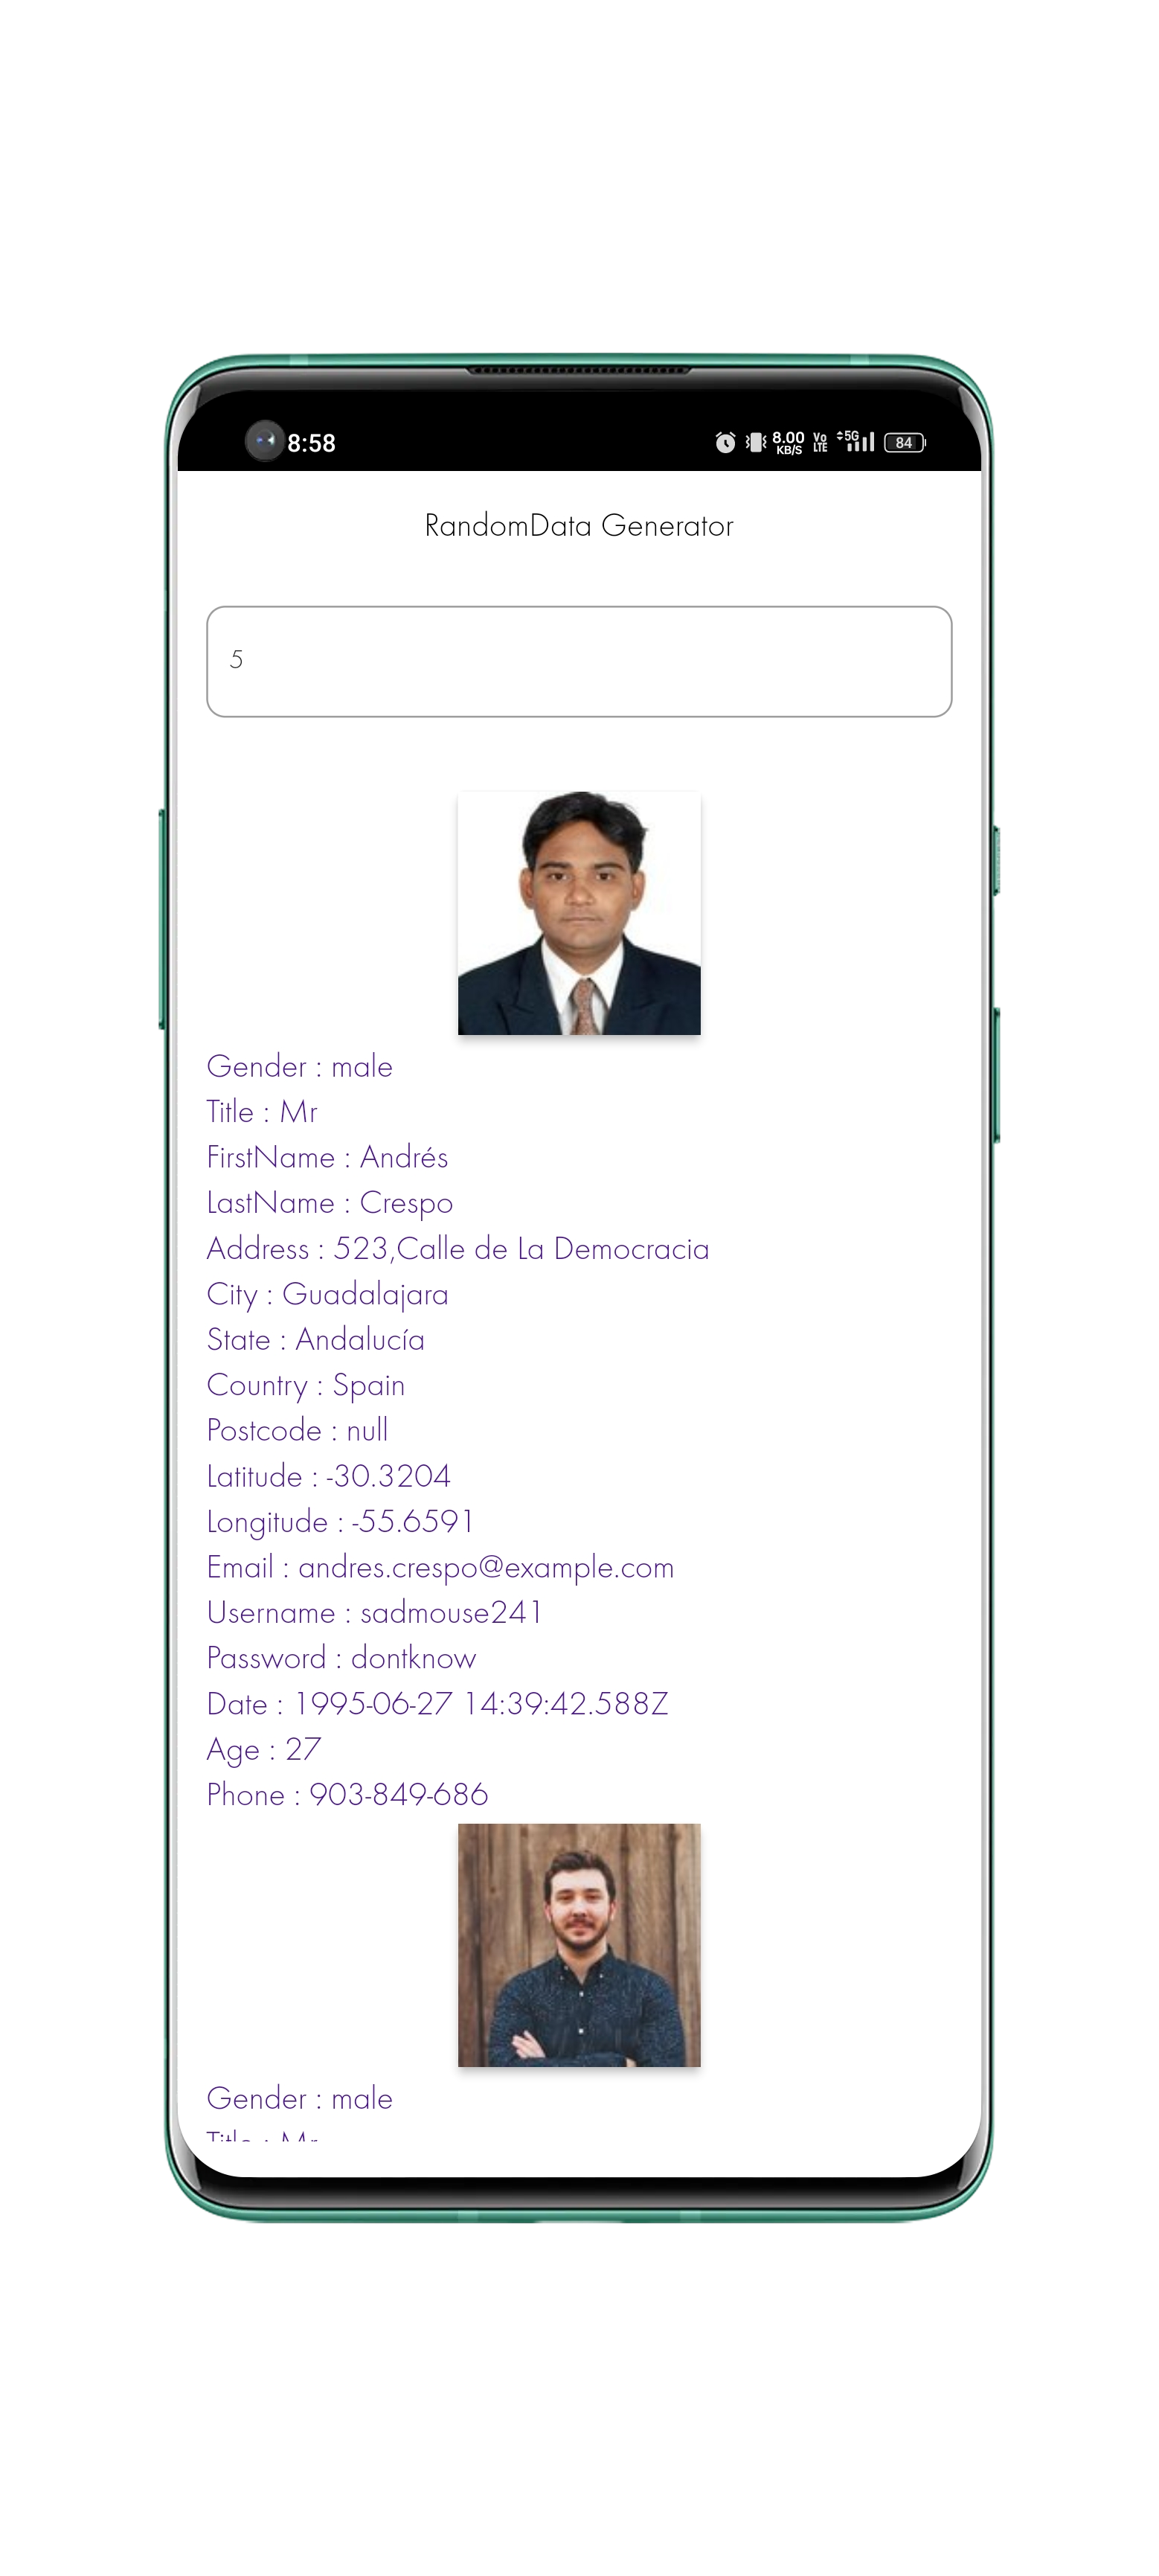 8:58
8.00
KB/S
Vo
LTE
5G
84
RandomData Generator
5
Gender : male
Title : Mr
FirstName : Andrés
LastName : Crespo
Address : 523,Calle de La Democracia
City : Guadalajara
State : Andalucía
Country : Spain
Postcode : null
Latitude : -30.3204
Longitude : -55.6591
Email : andres.crespo@example.com
Username : sadmouse241
Password : dontknow
Date : 1995-06-27 14:39:42.588Z
Age : 27
Phone : 903-849-686
Gender : male
Title : Mr